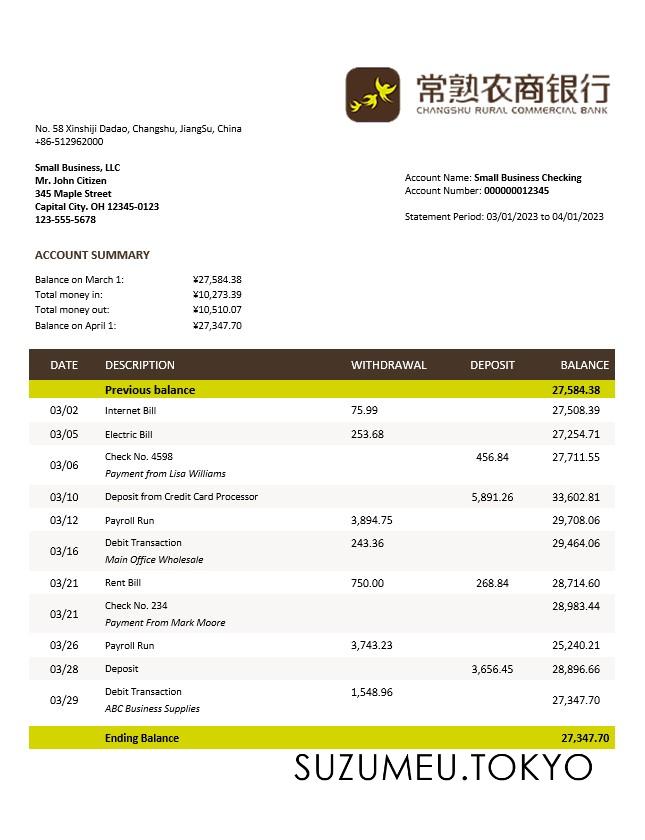 常熟农商银行
CHANGSHU RURAL COMMERCIAL BANK
No. 58 Xinshiji Dadao, Changshu, JiangSu, China
+86-512962000
Small Business, LLC
Mr. John Citizen
345 Maple Street
Capital City. OH 12345-0123
123-555-5678
Account Name: Small Business Checking
Account Number: 000000012345
Statement Period: 03/01/2023 to 04/01/2023
ACCOUNT SUMMARY
Balance on March 1: ¥27,584.38
Total money in: ¥10,273.39
Total money out: ¥10,510.07
Balance on April 1: ¥27,347.70
DATE DESCRIPTION WITHDRAWAL DEPOSIT BALANCE
Previous balance 27,584.38
03/02 Internet Bill 75.99 27,508.39
03/05 Electric Bill 253.68 27,254.71
03/06 Check No. 4598 456.84 27,711.55
Payment from Lisa Williams
03/10 Deposit from Credit Card Processor 5,891.26 33,602.81
03/12 Payroll Run 3,894.75 29,708.06
03/16 Debit Transaction 243.36 29,464.06
Main Office Wholesale
03/21 Rent Bill 750.00 268.84 28,714.60
03/21 Check No. 234 28,983.44
Payment From Mark Moore
03/26 Payroll Run 3,743.23 25,240.21
03/28 Deposit 3,656.45 28,896.66
03/29 Debit Transaction 1,548.96 27,347.70
ABC Business Supplies
Ending Balance 27,347.70
SUZUMEU.TOKYO